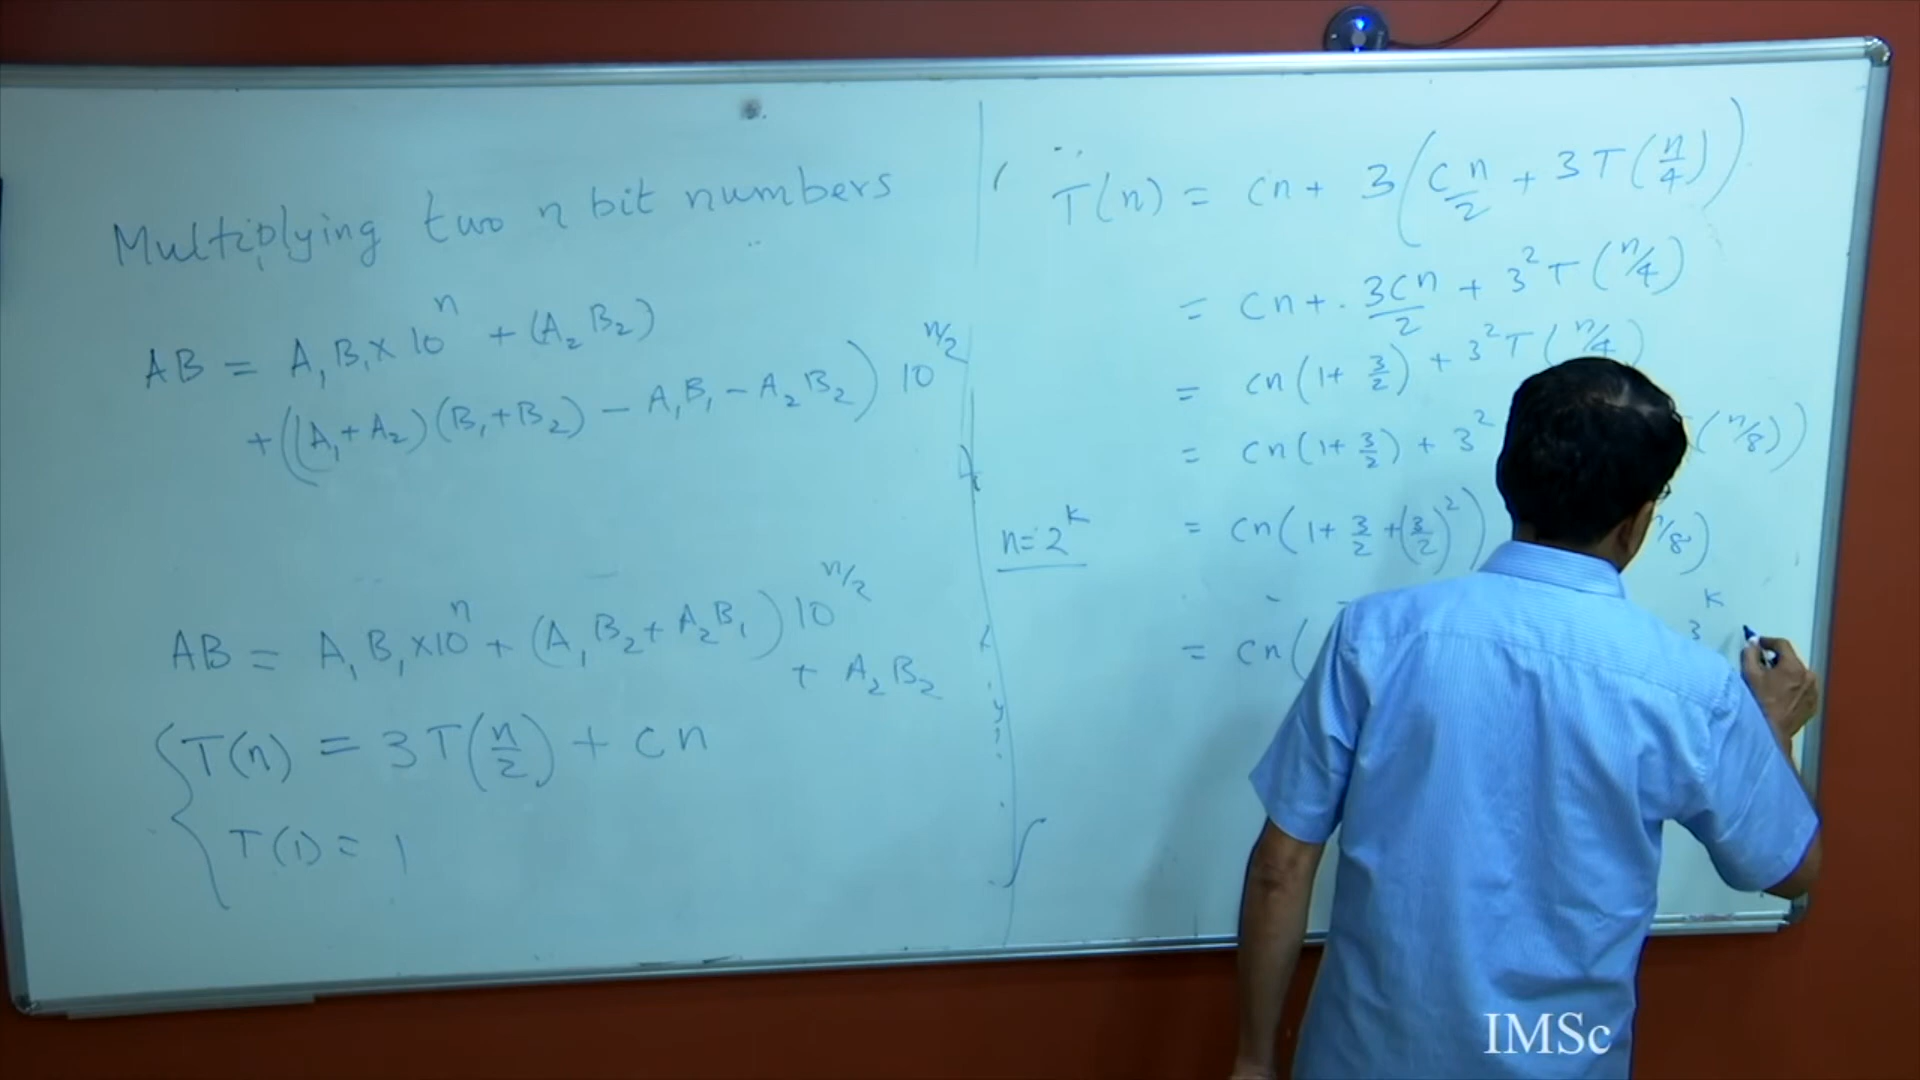 Multiplying two n bit numbers
AB = A₁B₁ × 10ⁿ + (A₂B₂)
+ ((A₁+A₂)(B₁+B₂) − A₁B₁ − A₂B₂) 10^(n/2)
AB = A₁B₁×10ⁿ + (A₁B₂+A₂B₁) 10^(n/2)
+ A₂B₂
T(n) = 3T(n/2) + cn
T(1) = 1
T(n) = cn + 3(c n/2 + 3T(n/4))
= cn + 3cn/2 + 3²T(n/4)
= cn(1+ 3/2) + 3²T(n/4)
= cn(1+ 3/2) + 3² (n/8))
n=2^k
= cn(1+ 3/2 +(3/2)²) n/8)
= cn( 3^k
IMSc